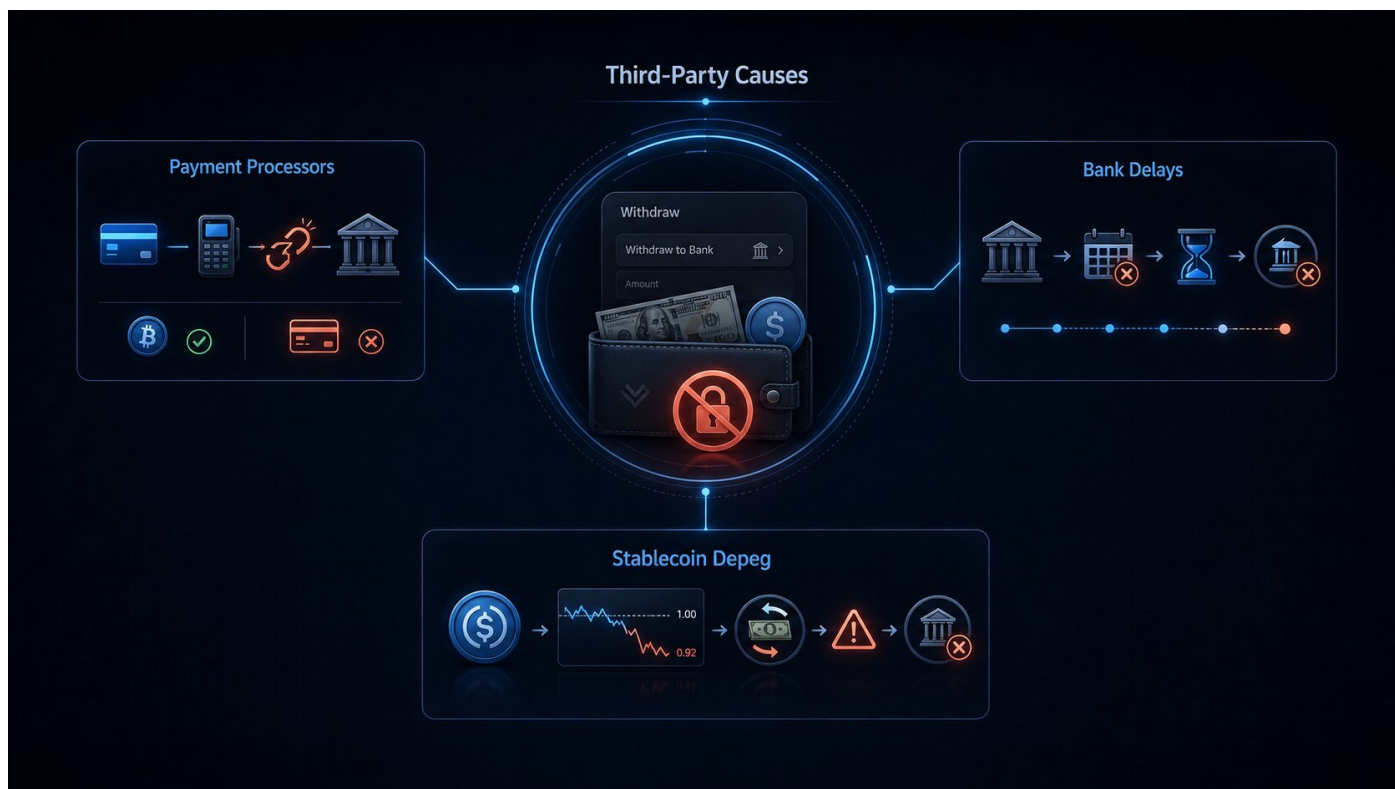 Third-Party Causes
Payment Processors
Withdraw
Withdraw to Bank
Amount
Bank Delays
Stablecoin Depeg
1.00
0.92